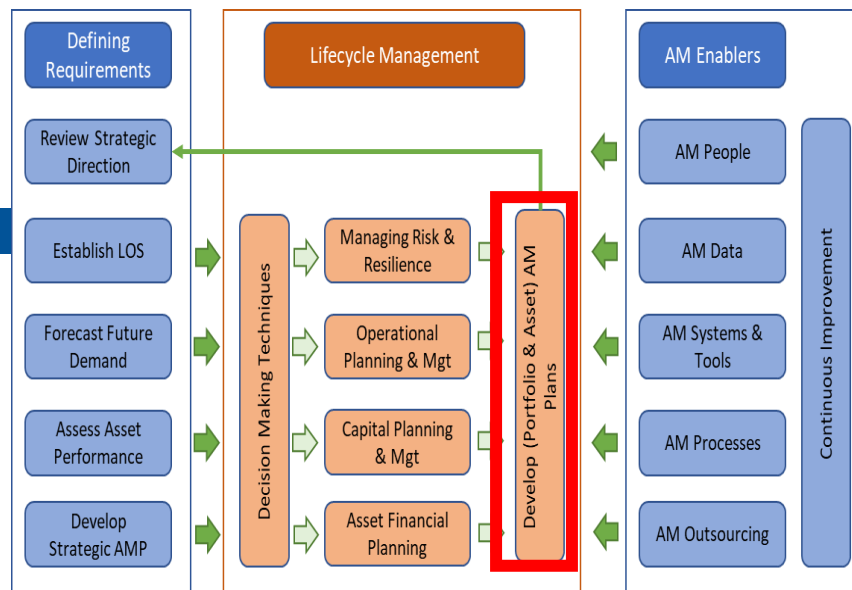 Defining
Requirements
Lifecycle Management
AM Enablers
Review Strategic
Direction
Establish LOS
Forecast Future
Demand
Assess Asset
Performance
Develop
Strategic AMP
Decision Making Techniques
Managing Risk &
Resilience
Operational
Planning & Mgt
Capital Planning
& Mgt
Asset Financial
Planning
Develop (Portfolio & Asset) AM
Plans
AM People
AM Data
AM Systems &
Tools
AM Processes
AM Outsourcing
Continuous Improvement